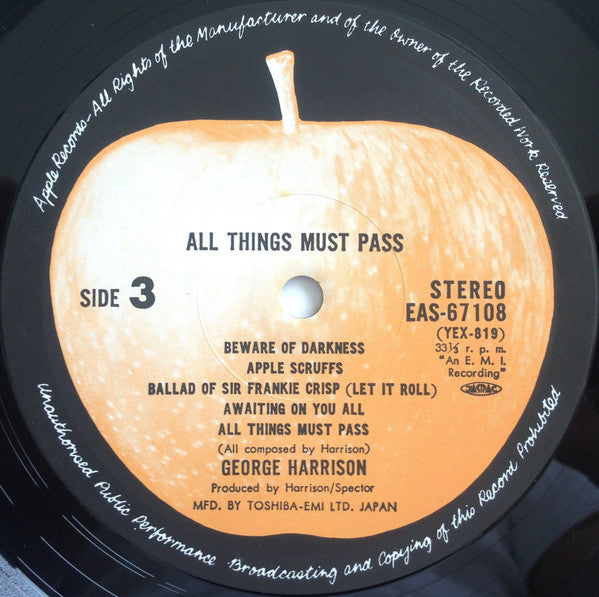 Apple Records-All Rights of the Manufacturer and of the Owner of the Recorded Work Reserved
ALL THINGS MUST PASS
SIDE 3
STEREO
EAS-67108
(YEX-819)
33⅓ r. p. m.
"An E. M. I.
Recording"
JASRAC
BEWARE OF DARKNESS
APPLE SCRUFFS
BALLAD OF SIR FRANKIE CRISP (LET IT ROLL)
AWAITING ON YOU ALL
ALL THINGS MUST PASS
(All composed by Harrison)
GEORGE HARRISON
Produced by Harrison/Spector
MFD. BY TOSHIBA-EMI LTD. JAPAN
Unauthorised Public Performance. Broadcasting and Copying of this Record Prohibited